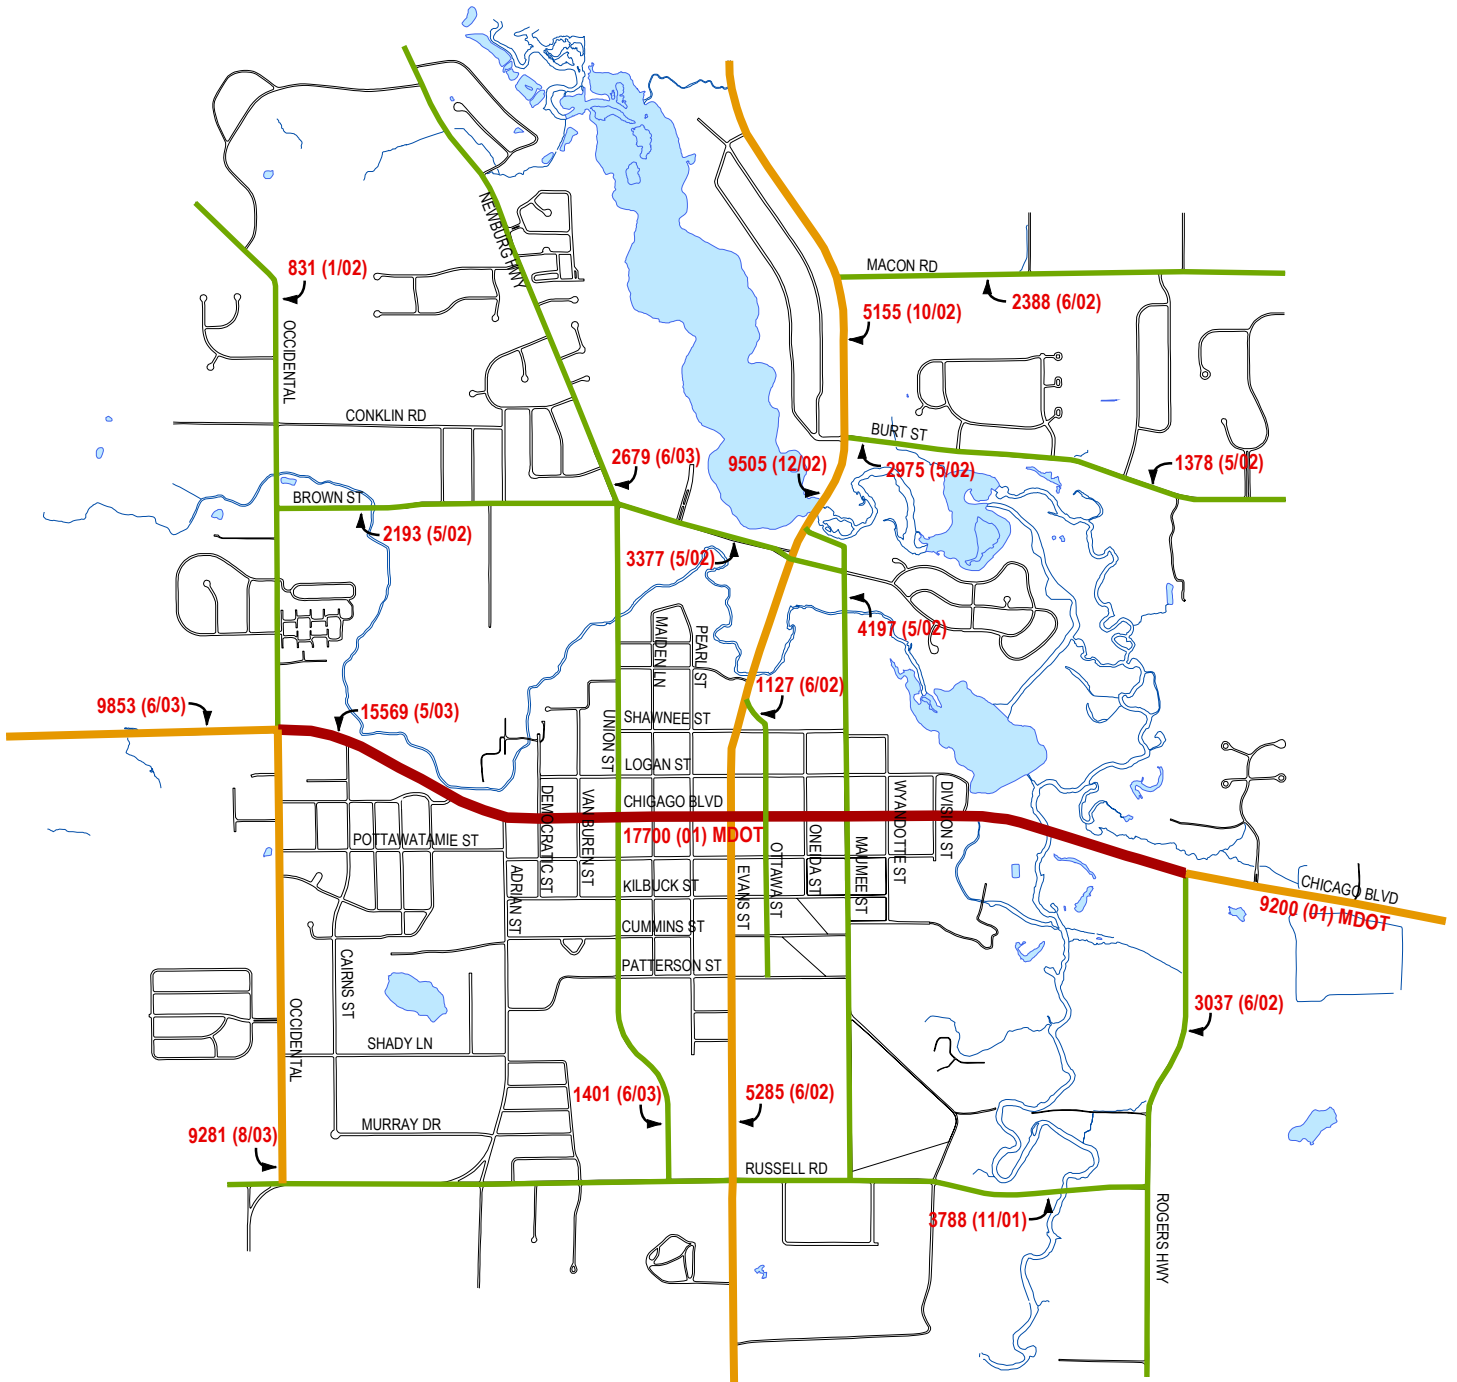 NEWBURG HWY
831 (1/02)
MACON RD
2388 (6/02)
5155 (10/02)
OCCIDENTAL
CONKLIN RD
BURT ST
2679 (6/03)
9505 (12/02)
2975 (5/02)
1378 (5/02)
BROWN ST
2193 (5/02)
3377 (5/02)
MAIDEN LN
PEARL ST
4197 (5/02)
1127 (6/02)
9853 (6/03)
15569 (5/03)
UNION ST
SHAWNEE ST
LOGAN ST
DEMOCRATIC ST
VAN BUREN ST
CHIGAGO BLVD
WYANDOTTE ST
DIVISION ST
17700 (01) MDOT
POTTAWATAMIE ST
ONEIDA ST
MAUMEE ST
OTTAWA ST
ADRIAN ST
EVANS ST
KILBUCK ST
CHICAGO BLVD
9200 (01) MDOT
CUMMINS ST
CAIRNS ST
PATTERSON ST
OCCIDENTAL
3037 (6/02)
SHADY LN
1401 (6/03)
5285 (6/02)
MURRAY DR
9281 (8/03)
RUSSELL RD
3788 (11/01)
ROGERS HWY